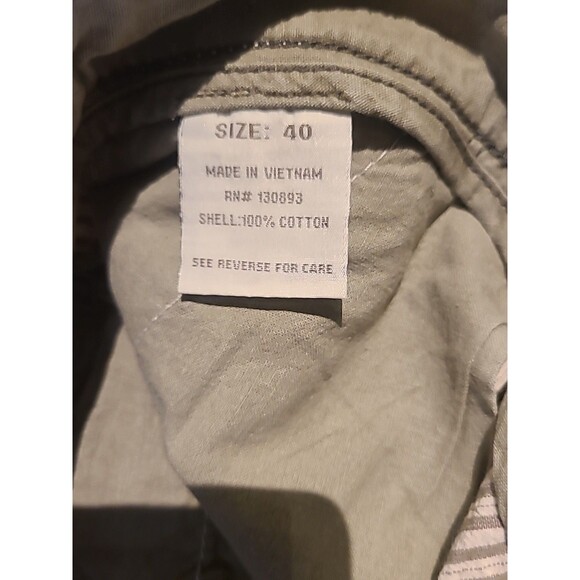 SIZE: 40
MADE IN VIETNAM
RN# 130893
SHELL:100% COTTON
SEE REVERSE FOR CARE